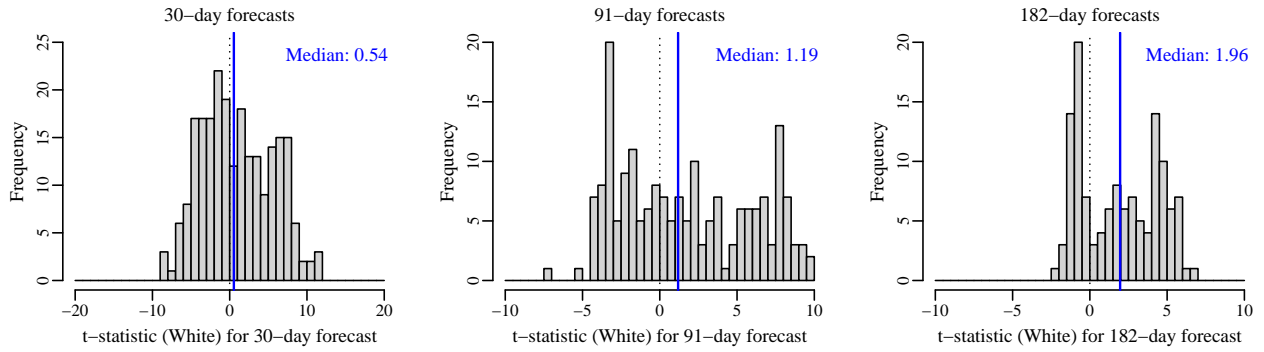 30−day forecasts
Median: 0.54
Frequency
25
20
15
10
5
0
−20
−10
0
10
20
t−statistic (White) for 30−day forecast
91−day forecasts
Median: 1.19
Frequency
20
15
10
5
0
−10
−5
0
5
10
t−statistic (White) for 91−day forecast
182−day forecasts
Median: 1.96
Frequency
20
15
10
5
0
−10
−5
0
5
10
t−statistic (White) for 182−day forecast